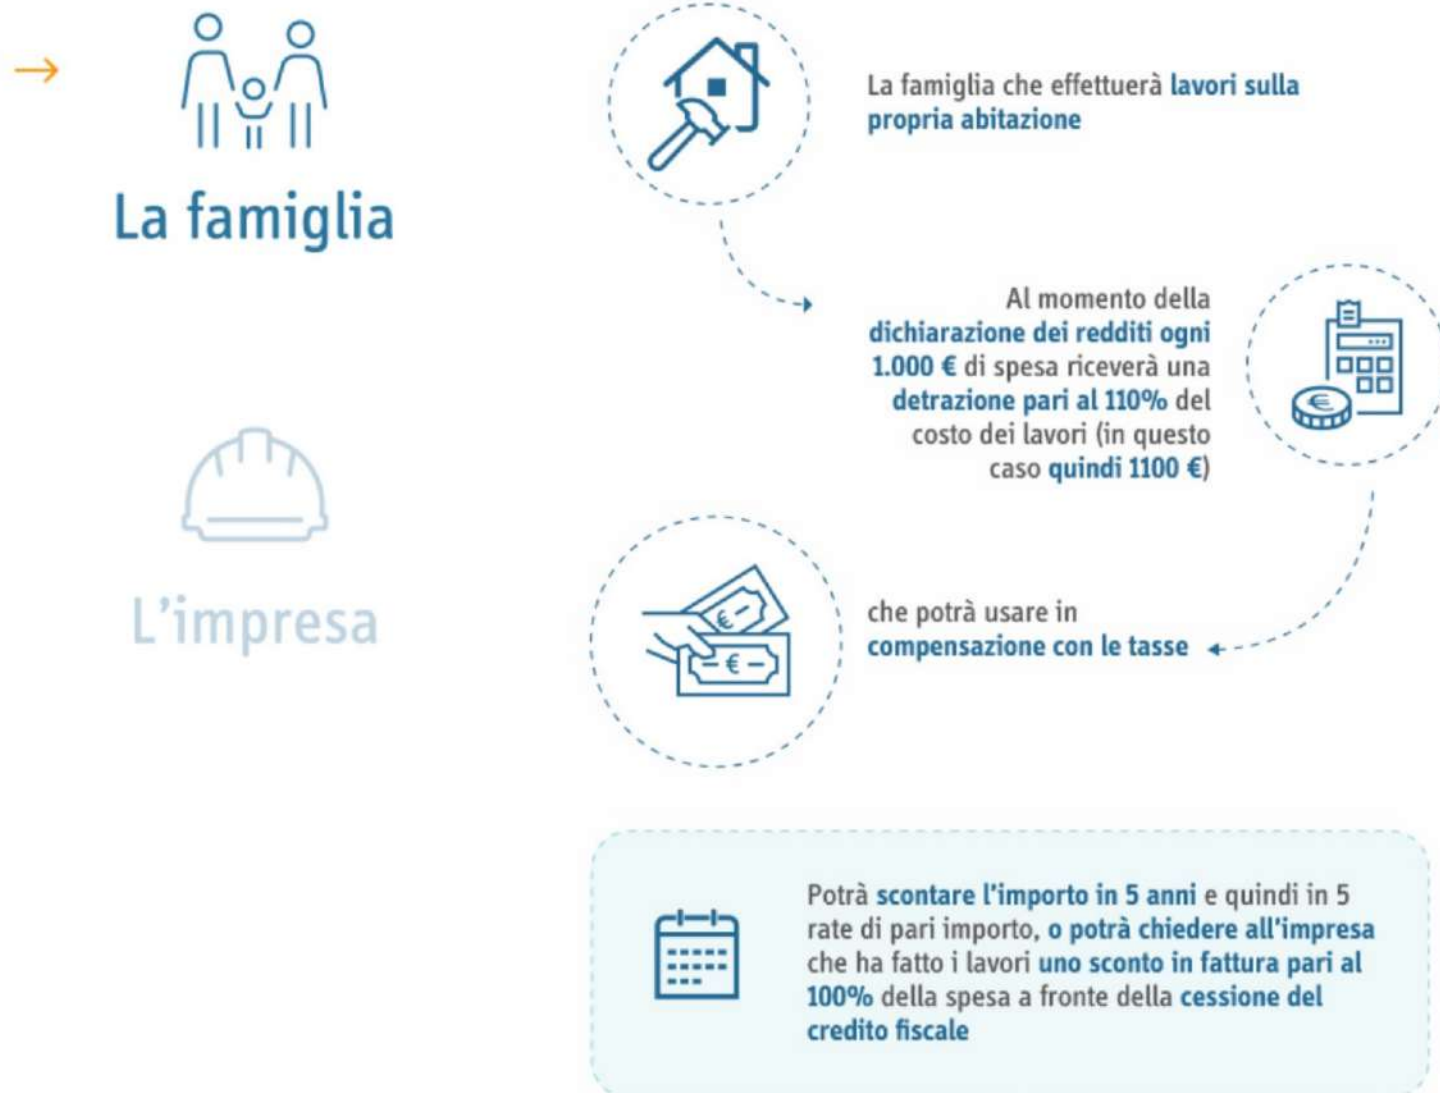 La famiglia
L'impresa
La famiglia che effettuerà lavori sulla
propria abitazione
Al momento della
dichiarazione dei redditi ogni
1.000 € di spesa riceverà una
detrazione pari al 110% del
costo dei lavori (in questo
caso quindi 1100 €)
che potrà usare in
compensazione con le tasse
Potrà scontare l'importo in 5 anni e quindi in 5
rate di pari importo, o potrà chiedere all'impresa
che ha fatto i lavori uno sconto in fattura pari al
100% della spesa a fronte della cessione del
credito fiscale